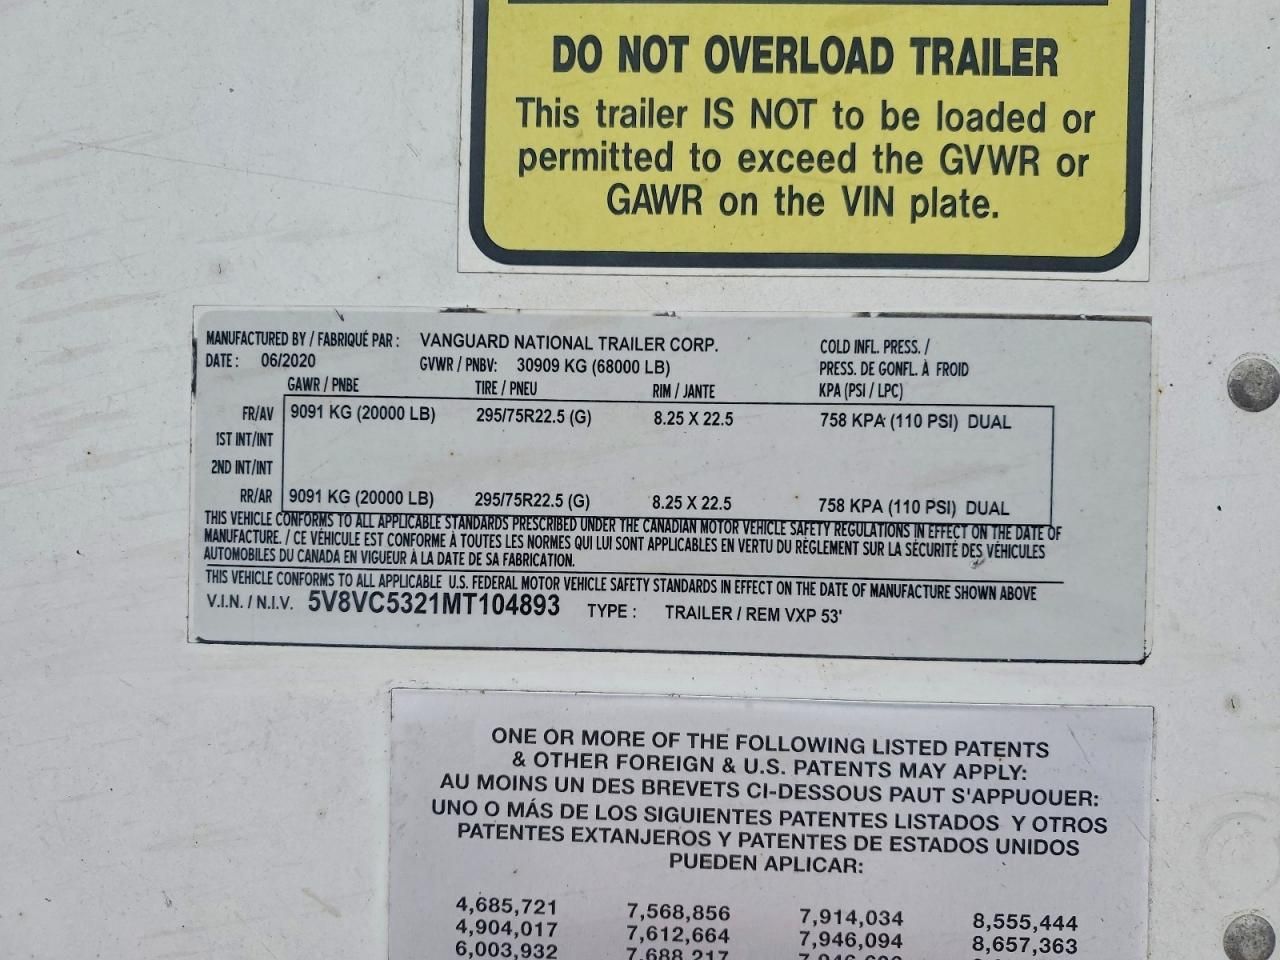 DO NOT OVERLOAD TRAILER
This trailer IS NOT to be loaded or
permitted to exceed the GVWR or
GAWR on the VIN plate.
MANUFACTURED BY / FABRIQUÉ PAR : VANGUARD NATIONAL TRAILER CORP.
DATE : 06/2020 GVWR / PNBV: 30909 KG (68000 LB)
COLD INFL. PRESS. /
PRESS. DE GONFL. À FROID
GAWR / PNBE TIRE / PNEU RIM / JANTE KPA (PSI / LPC)
FR/AV 9091 KG (20000 LB) 295/75R22.5 (G) 8.25 X 22.5 758 KPA (110 PSI) DUAL
1ST INT/INT
2ND INT/INT
RR/AR 9091 KG (20000 LB) 295/75R22.5 (G) 8.25 X 22.5 758 KPA (110 PSI) DUAL
THIS VEHICLE CONFORMS TO ALL APPLICABLE STANDARDS PRESCRIBED UNDER THE CANADIAN MOTOR VEHICLE SAFETY REGULATIONS IN EFFECT ON THE DATE OF
MANUFACTURE. / CE VÉHICULE EST CONFORME À TOUTES LES NORMES QUI LUI SONT APPLICABLES EN VERTU DU RÈGLEMENT SUR LA SÉCURITÉ DES VÉHICULES
AUTOMOBILES DU CANADA EN VIGUEUR À LA DATE DE SA FABRICATION.
THIS VEHICLE CONFORMS TO ALL APPLICABLE U.S. FEDERAL MOTOR VEHICLE SAFETY STANDARDS IN EFFECT ON THE DATE OF MANUFACTURE SHOWN ABOVE
V.I.N. / N.I.V. 5V8VC5321MT104893 TYPE : TRAILER / REM VXP 53'
ONE OR MORE OF THE FOLLOWING LISTED PATENTS
& OTHER FOREIGN & U.S. PATENTS MAY APPLY:
AU MOINS UN DES BREVETS CI-DESSOUS PAUT S'APPUOUER:
UNO O MÁS DE LOS SIGUIENTES PATENTES LISTADOS Y OTROS
PATENTES EXTANJEROS Y PATENTES DE ESTADOS UNIDOS
PUEDEN APLICAR:
4,685,721 7,568,856 7,914,034 8,555,444
4,904,017 7,612,664 7,946,094 8,657,363
6,003,932 7,688,217